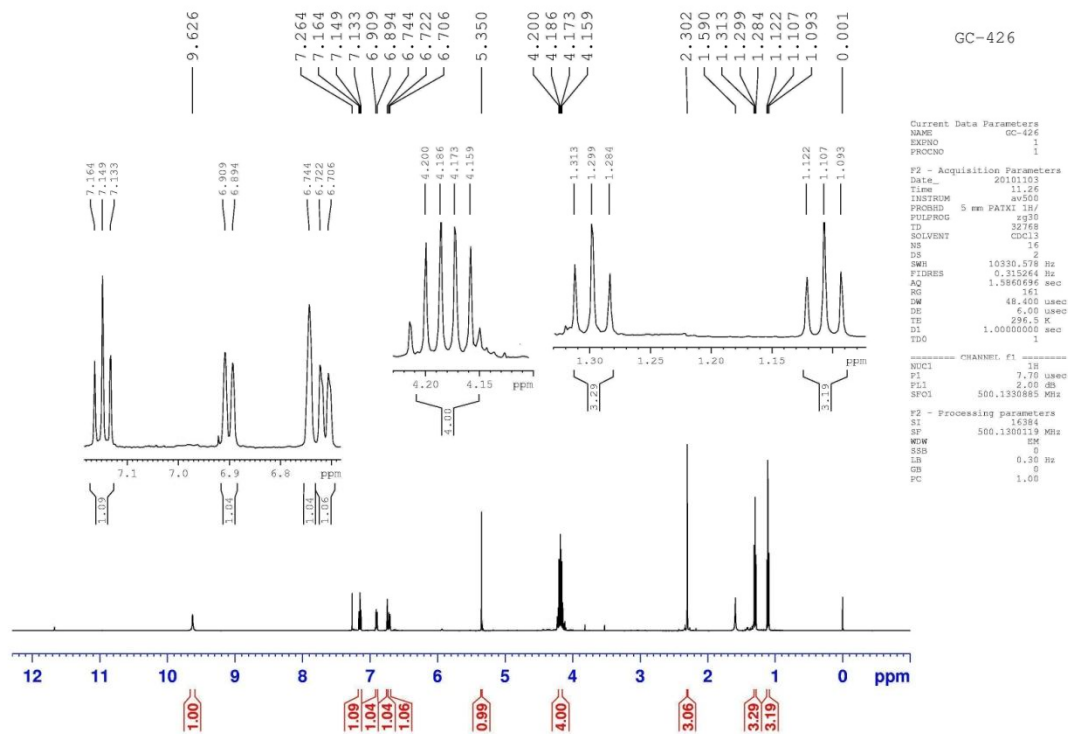 9.626
7.264
7.164
7.149
7.133
6.909
6.894
6.744
6.722
6.706
5.350
4.200
4.186
4.173
4.159
2.302
1.590
1.313
1.299
1.284
1.122
1.107
1.093
0.001
GC-426
7.164
7.149
7.133
6.909
6.894
6.744
6.722
6.706
7.1 7.0 6.9 6.8 ppm
1.09 1.04 1.04 1.06
4.200
4.186
4.173
4.159
4.20 4.15 ppm
4.00
1.313
1.299
1.284
1.122
1.107
1.093
1.30 1.25 1.20 1.15 ppm
3.29 3.19
Current Data Parameters
NAME GC-426
EXPNO 1
PROCNO 1
F2 - Acquisition Parameters
Date_ 20101103
Time 11.26
INSTRUM av500
PROBHD 5 mm PATXI 1H/
PULPROG zg30
TD 32768
SOLVENT CDCl3
NS 16
DS 2
SWH 10330.578 Hz
FIDRES 0.315264 Hz
AQ 1.5860696 sec
RG 161
DW 48.400 usec
DE 6.00 usec
TE 296.5 K
D1 1.00000000 sec
TD0 1
======== CHANNEL f1 ========
NUC1 1H
P1 7.70 usec
PL1 2.00 dB
SFO1 500.1330885 MHz
F2 - Processing parameters
SI 16384
SF 500.1300119 MHz
WDW EM
SSB 0
LB 0.30 Hz
GB 0
PC 1.00
12 11 10 9 8 7 6 5 4 3 2 1 0 ppm
1.00 1.09 1.04 1.04 1.06 0.99 4.00 3.06 3.29 3.19